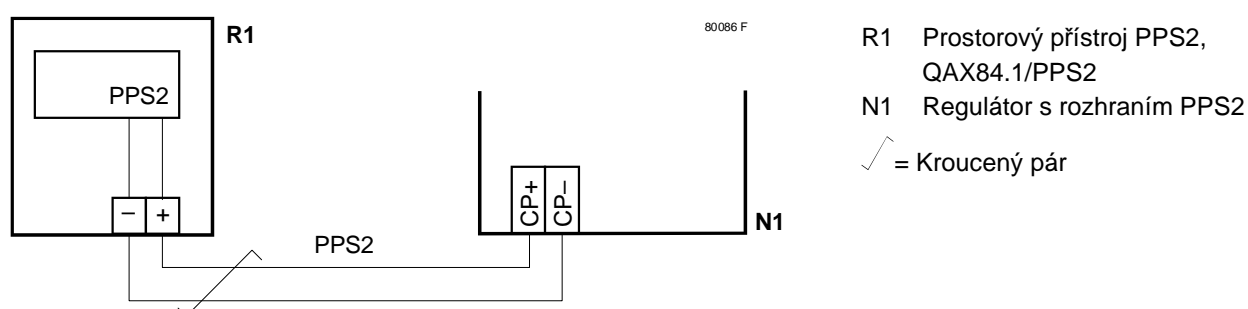 R1
80086 F
PPS2
− +
CP+ CP−
N1
PPS2
R1 Prostorový přístroj PPS2,
QAX84.1/PPS2
N1 Regulátor s rozhraním PPS2
= Kroucený pár